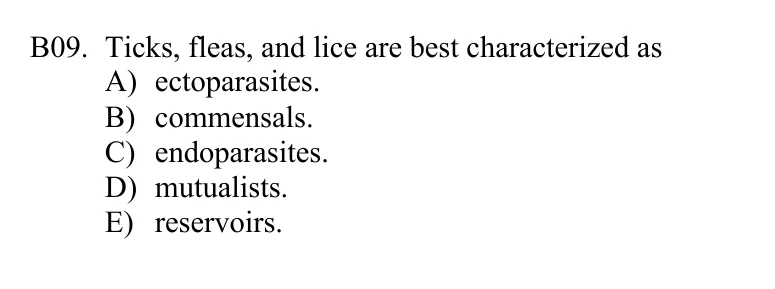 B09. Ticks, fleas, and lice are best characterized as
A) ectoparasites.
B) commensals.
C) endoparasites.
D) mutualists.
E) reservoirs.